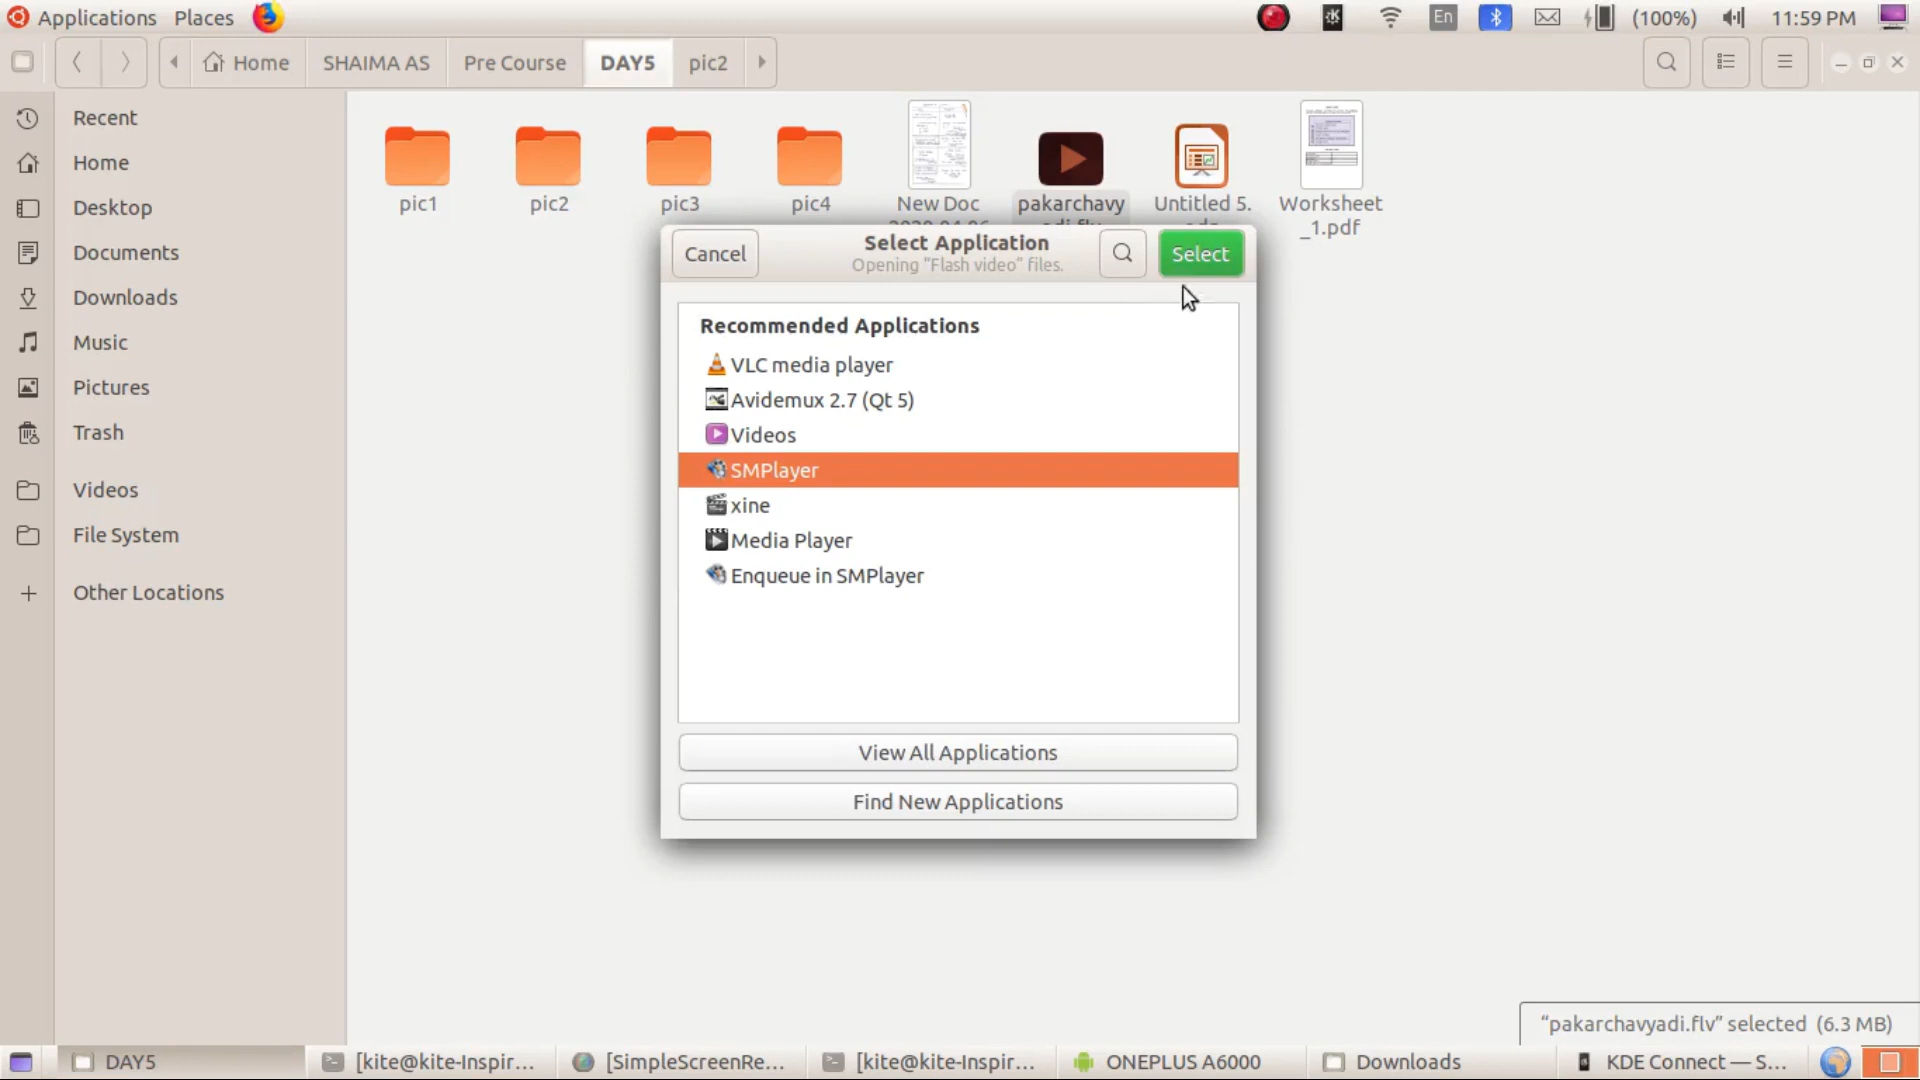 Applications Places
En (100%) 11:59 PM
Home SHAIMA AS Pre Course DAY5 pic2
Recent
Home
Desktop
Documents
Downloads
Music
Pictures
Trash
Videos
File System
Other Locations
pic1 pic2 pic3 pic4 New Doc pakarchavy Untitled 5. Worksheet
_1.pdf
Cancel
Select Application
Opening "Flash video" files.
Select
Recommended Applications
VLC media player
Avidemux 2.7 (Qt 5)
Videos
SMPlayer
xine
Media Player
Enqueue in SMPlayer
View All Applications
Find New Applications
“pakarchavyadi.flv” selected (6.3 MB)
DAY5 [kite@kite-Inspir... [SimpleScreenRe... [kite@kite-Inspir... ONEPLUS A6000 Downloads KDE Connect — S...